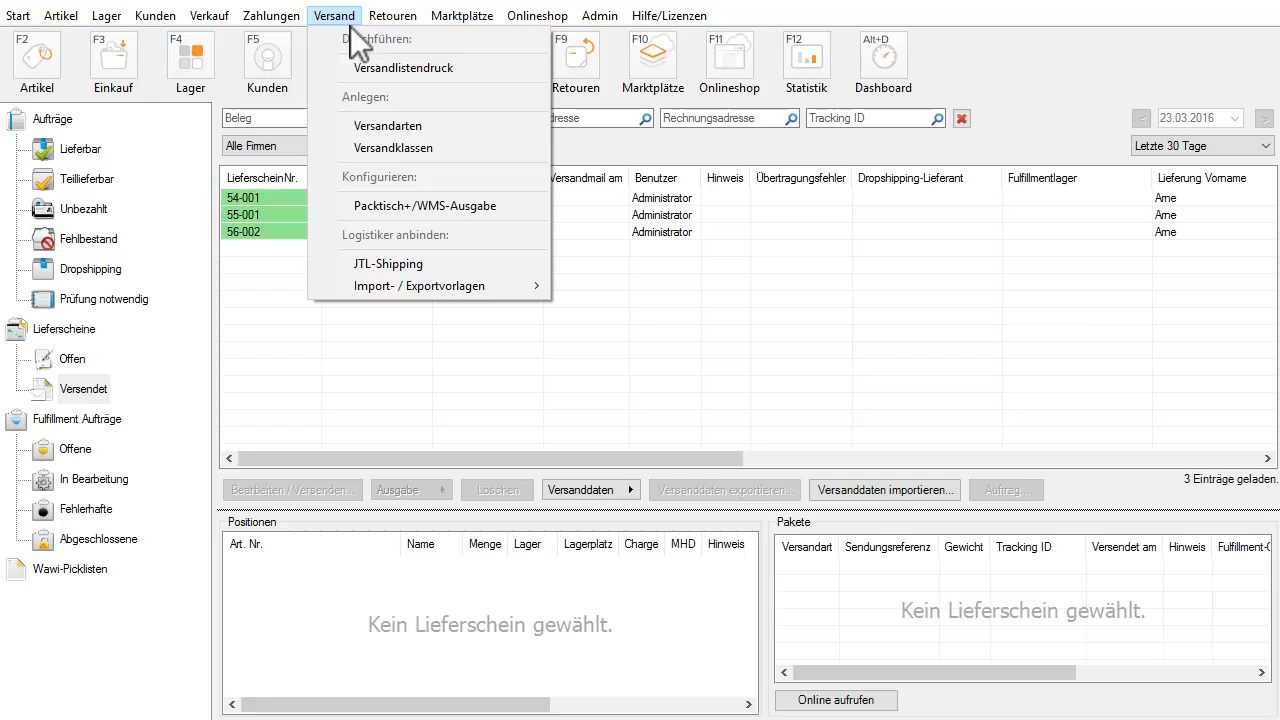 Start Artikel Lager Kunden Verkauf Zahlungen Versand Retouren Marktplätze Onlineshop Admin Hilfe/Lizenzen
F2 F3 F4 F5 F9 F10 F11 F12 Alt+D
Artikel Einkauf Lager Kunden Retouren Marktplätze Onlineshop Statistik Dashboard
Versandlistendruck
Anlegen:
Versandarten
Versandklassen
Konfigurieren:
Packtisch+/WMS-Ausgabe
Logistiker anbinden:
JTL-Shipping
Import- / Exportvorlagen >
Aufträge
Lieferbar
Teillieferbar
Unbezahlt
Fehlbestand
Dropshipping
Prüfung notwendig
Lieferscheine
Offen
Versendet
Fulfillment Aufträge
Offene
In Bearbeitung
Fehlerhafte
Abgeschlossene
Wawi-Picklisten
Beleg Rechnungsadresse Tracking ID < 23.03.2016 >
Alle Firmen Letzte 30 Tage
LieferscheinNr. Versandmail am Benutzer Hinweis Übertragungsfehler Dropshipping-Lieferant Fulfillmentlager Lieferung Vorname
54-001 Administrator Arne
55-001 Administrator Arne
56-002 Administrator Arne
Bearbeiten / Versenden... Ausgabe Löschen Versanddaten Versanddaten exportieren... Versanddaten importieren... Auftrag... 3 Einträge geladen.
Positionen
Art. Nr. Name Menge Lager Lagerplatz Charge MHD Hinweis
Kein Lieferschein gewählt.
Pakete
Versandart Sendungsreferenz Gewicht Tracking ID Versendet am Hinweis
Kein Lieferschein gewählt.
Online aufrufen